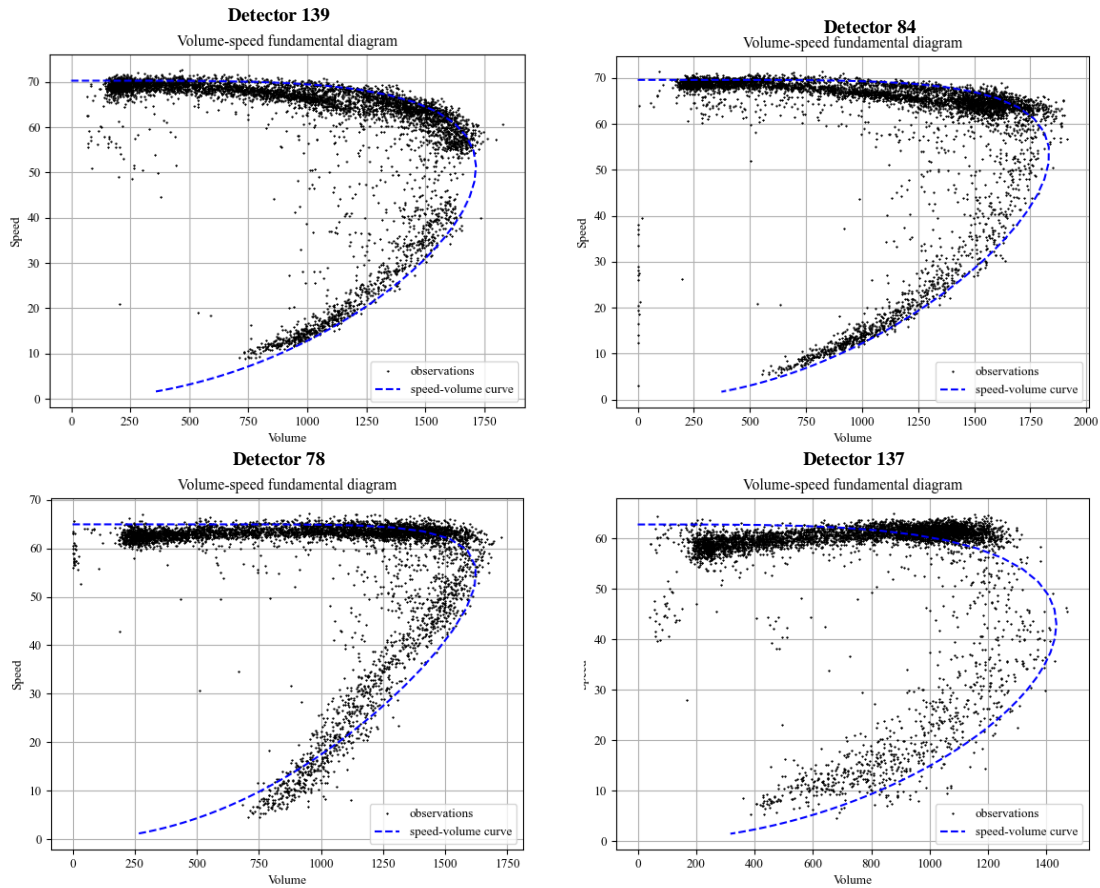 Detector 139
Volume-speed fundamental diagram
70
60
50
40
30
20
10
0
Speed
0 250 500 750 1000 1250 1500 1750
Volume
observations
speed-volume curve
Detector 84
Volume-speed fundamental diagram
70
60
50
40
30
20
10
0
Speed
0 250 500 750 1000 1250 1500 1750 2000
Volume
observations
speed-volume curve
Detector 78
Volume-speed fundamental diagram
70
60
50
40
30
20
10
0
Speed
0 250 500 750 1000 1250 1500 1750
Volume
observations
speed-volume curve
Detector 137
Volume-speed fundamental diagram
60
50
40
30
20
10
0
0 200 400 600 800 1000 1200 1400
Volume
observations
speed-volume curve